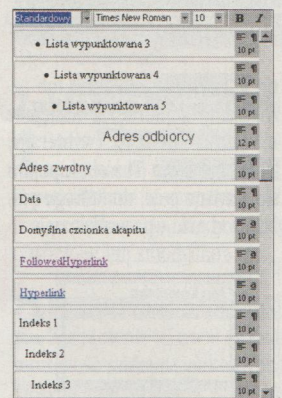 Standardowy Times New Roman 10 B I
• Lista wypunktowana 3 ¶
10 pt
• Lista wypunktowana 4 ¶
10 pt
• Lista wypunktowana 5 ¶
10 pt
Adres odbiorcy ¶
12 pt
Adres zwrotny ¶
10 pt
Data ¶
10 pt
Domyślna czcionka akapitu a
10 pt
FollowedHyperlink a
10 pt
Hyperlink a
10 pt
Indeks 1 ¶
10 pt
Indeks 2 ¶
10 pt
Indeks 3 ¶
10 pt